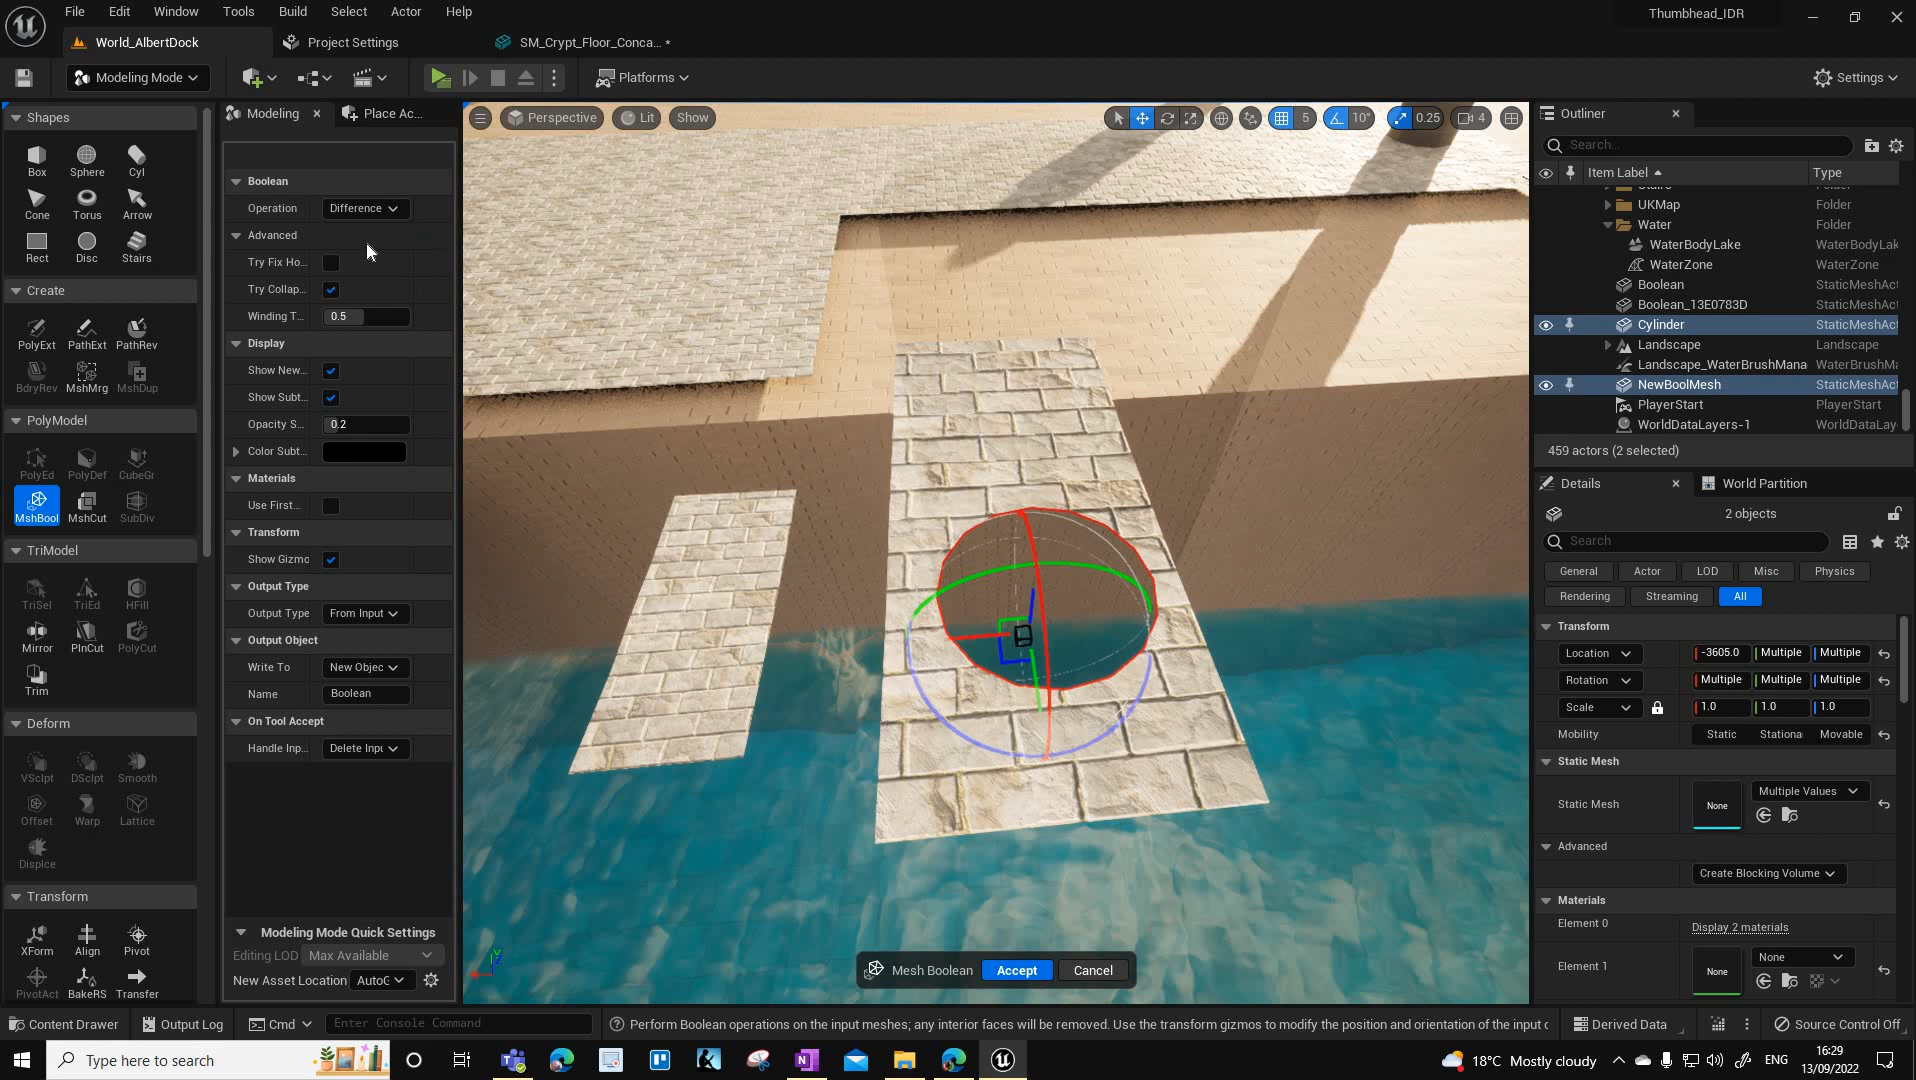 File Edit Window Tools Build Select Actor Help
Thumbhead_IDR
World_AlbertDock
Project Settings
SM_Crypt_Floor_Conca... *
Modeling Mode
Platforms
Settings
Shapes
Box Sphere Cyl
Cone Torus Arrow
Rect Disc Stairs
Create
PolyExt PathExt PathRev
BdryRev MshMrg MshDup
PolyModel
PolyEd PolyDef CubeGr
MshBool MshCut SubDiv
TriModel
TriSel TriEd HFill
Mirror PlnCut PolyCut
Trim
Deform
VSclpt DSclpt Smooth
Offset Warp Lattice
Displce
Transform
XForm Align Pivot
PivotAct BakeRS Transfer
Modeling
Place Ac...
Boolean
Operation Difference
Advanced
Try Fix Ho...
Try Collap...
Winding T... 0.5
Display
Show New...
Show Subt...
Opacity S... 0.2
Color Subt...
Materials
Use First...
Transform
Show Gizmo
Output Type
Output Type From Input
Output Object
Write To New Objec
Name Boolean
On Tool Accept
Handle Inp... Delete Inpu
Modeling Mode Quick Settings
Editing LOD Max Available
New Asset Location AutoG
Perspective Lit Show
5 10° 0.25 4
Mesh Boolean Accept Cancel
Outliner
Search...
Item Label Type
Stairs Folder
UKMap Folder
Water Folder
WaterBodyLake WaterBodyLak
WaterZone WaterZone
Boolean StaticMeshAct
Boolean_13E0783D StaticMeshAct
Cylinder StaticMeshAct
Landscape Landscape
Landscape_WaterBrushMana WaterBrushMa
NewBoolMesh StaticMeshAct
PlayerStart PlayerStart
WorldDataLayers-1 WorldDataLay
459 actors (2 selected)
Details
World Partition
2 objects
Search
General Actor LOD Misc Physics
Rendering Streaming All
Transform
Location -3605.0 Multiple Multiple
Rotation Multiple Multiple Multiple
Scale 1.0 1.0 1.0
Mobility Static Stationa Movable
Static Mesh
Static Mesh None Multiple Values
Advanced
Create Blocking Volume
Materials
Element 0 Display 2 materials
Element 1 None None
Content Drawer Output Log Cmd Enter Console Command
Perform Boolean operations on the input meshes; any interior faces will be removed. Use the transform gizmos to modify the position and orientation of the input o
Derived Data
Source Control Off
Type here to search
18°C Mostly cloudy
ENG
16:29
13/09/2022